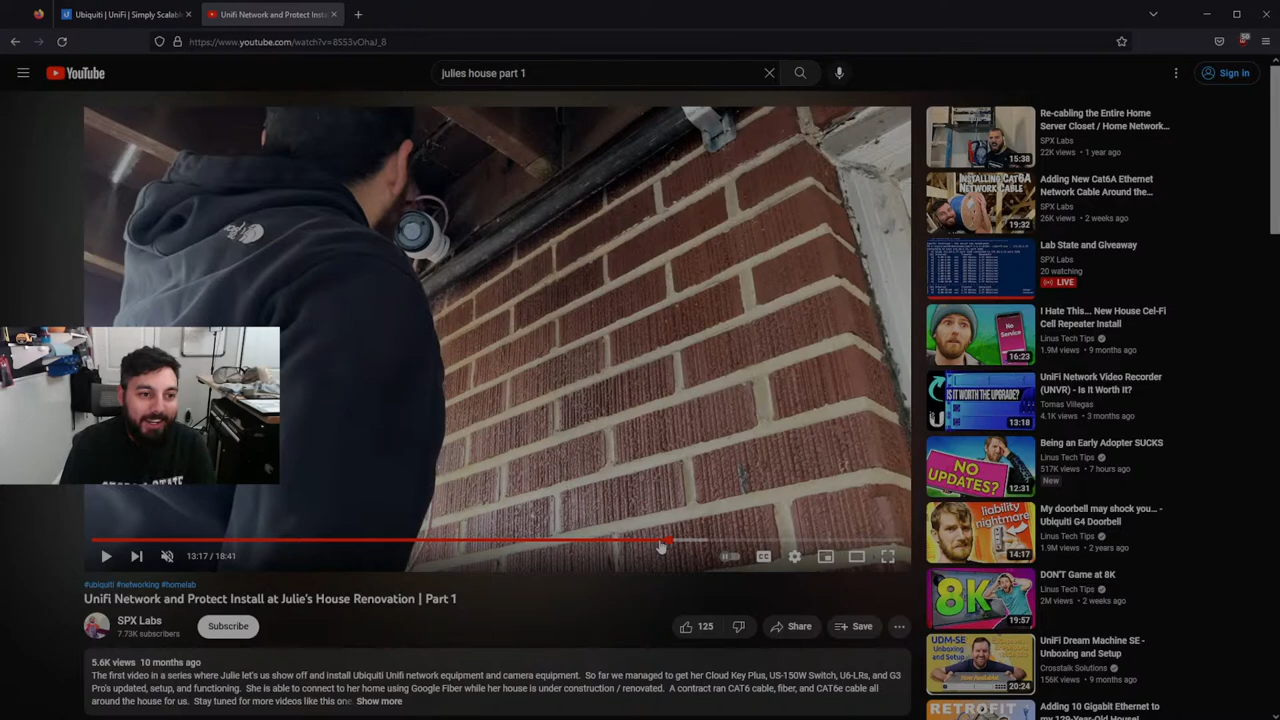 Ubiquiti | UniFi | Simply Scalab
UniFi Network and Protect Insta
https://www.youtube.com/watch?v=8S53vOhaJ_8
50
YouTube
julies house part 1
Sign in
Re-cabling the Entire Home
Server Closet / Home Network...
SPX Labs
22K views • 1 year ago
15:38
INSTALLING CAT6A
NETWORK CABLE
19:32
Adding New Cat6A Ethernet
Network Cable Around the...
SPX Labs
26K views • 2 weeks ago
Lab State and Giveaway
SPX Labs
20 watching
LIVE
No
Service
16:23
I Hate This... New House Cel-Fi
Cell Repeater Install
Linus Tech Tips
1.9M views • 9 months ago
IS IT WORTH THE UPGRADE?
13:18
UniFi Network Video Recorder
(UNVR) - Is It Worth It?
Tomas Villegas
4.1K views • 3 months ago
NO
UPDATES?
12:31
Being an Early Adopter SUCKS
Linus Tech Tips
517K views • 7 hours ago
New
liability
nightmare
14:17
My doorbell may shock you... -
Ubiquiti G4 Doorbell
Linus Tech Tips
1.9M views • 2 years ago
8K
19:57
DON'T Game at 8K
Linus Tech Tips
2M views • 2 weeks ago
UDM-SE
Unboxing
and Setup
20:24
UniFi Dream Machine SE -
Unboxing and Setup
Crosstalk Solutions
RETROFIT
Adding 10 Gigabit Ethernet to
my 129-Year-Old House!
13:17 / 18:41
CC
#ubiquiti #networking #homelab
Unifi Network and Protect Install at Julie's House Renovation | Part 1
SPX Labs
7.73K subscribers
Subscribe
125
Share
Save
5.6K views 10 months ago
The first video in a series where Julie let's us show off and install Ubiquiti Unifi network equipment and camera equipment. So far we managed to get her Cloud Key Plus, US-150W Switch, U6-LRs, and G3
Pro's updated, setup, and functioning. She is able to connect to her home using Google Fiber while her house is under construction / renovated. A contract ran CAT6 cable, fiber, and CAT6e cable all
around the house for us. Stay tuned for more videos like this one. Show more